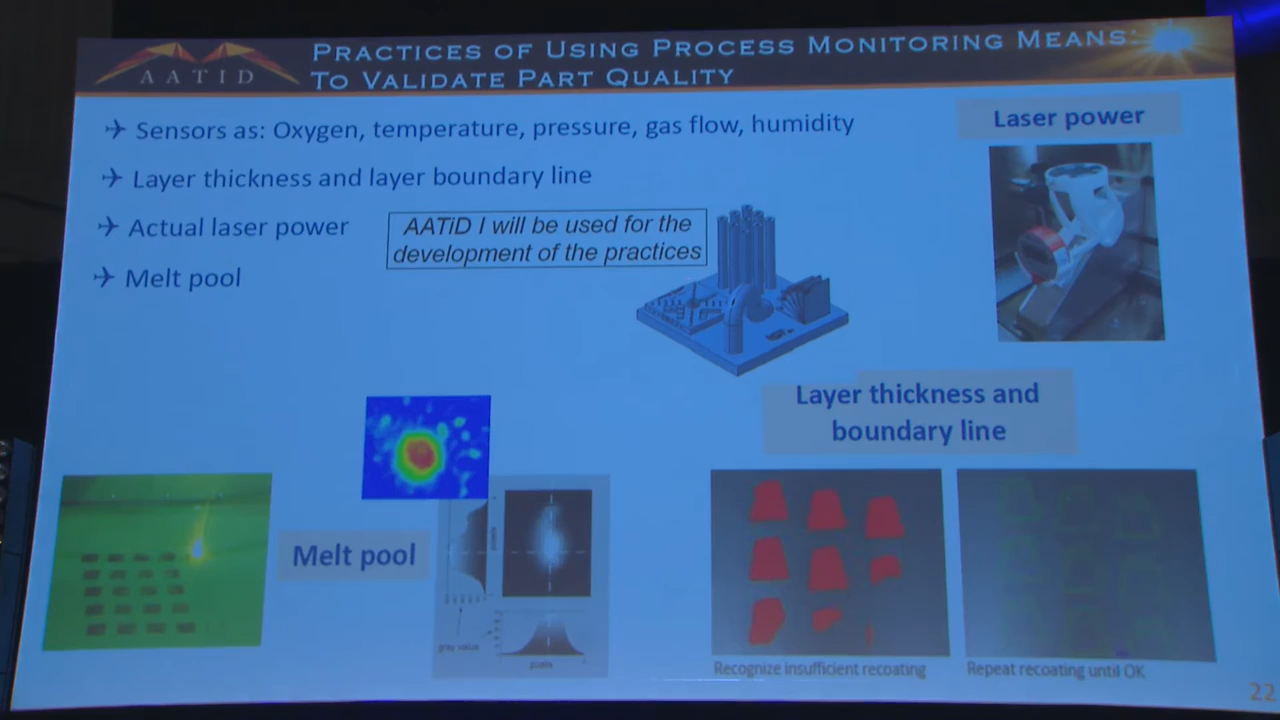 AATID
PRACTICES OF USING PROCESS MONITORING MEANS
TO VALIDATE PART QUALITY
Sensors as: Oxygen, temperature, pressure, gas flow, humidity
Layer thickness and layer boundary line
Actual laser power
Melt pool
AATiD I will be used for the
development of the practices
Laser power
Layer thickness and
boundary line
Melt pool
gray value
pixels
Recognize insufficient recoating
Repeat recoating until OK
22